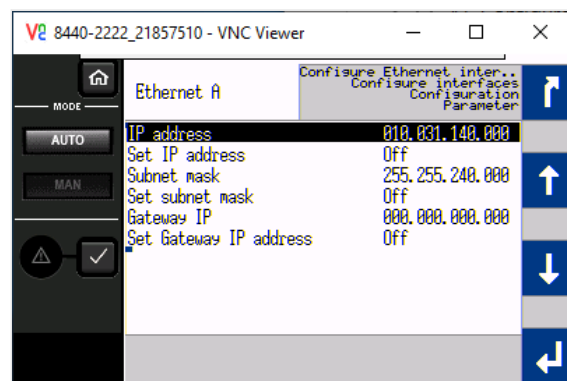 8440-2222_21857510 - VNC Viewer
MODE
AUTO
MAN
Ethernet A
Configure Ethernet inter..
Configure interfaces
Configuration
Parameter
IP address 010.031.140.000
Set IP address Off
Subnet mask 255.255.240.000
Set subnet mask Off
Gateway IP 000.000.000.000
Set Gateway IP address Off